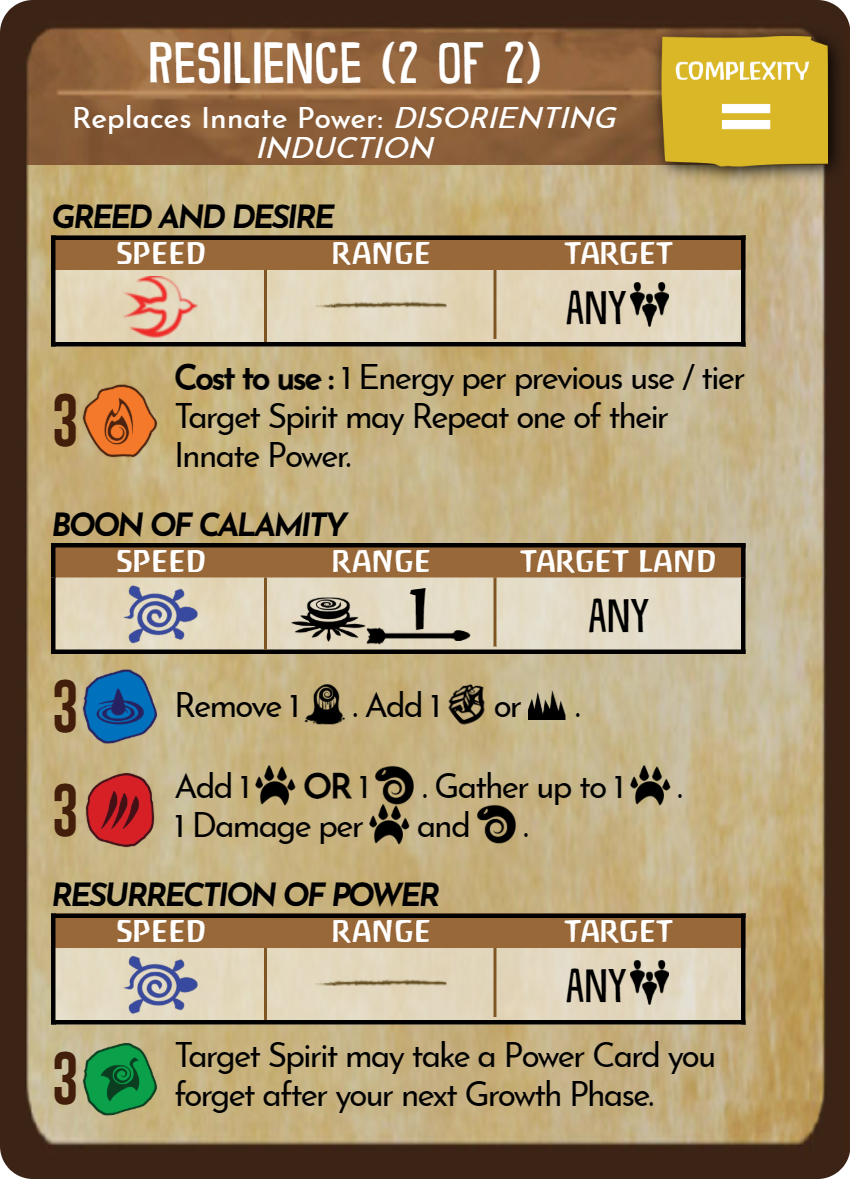 RESILIENCE (2 OF 2)
COMPLEXITY
Replaces Innate Power: DISORIENTING
INDUCTION
GREED AND DESIRE
SPEED RANGE TARGET
ANY
3 Cost to use : 1 Energy per previous use / tier
Target Spirit may Repeat one of their
Innate Power.
BOON OF CALAMITY
SPEED RANGE TARGET LAND
1 ANY
3 Remove 1 . Add 1 or .
3 Add 1 OR 1 . Gather up to 1 .
1 Damage per and .
RESURRECTION OF POWER
SPEED RANGE TARGET
ANY
3 Target Spirit may take a Power Card you
forget after your next Growth Phase.